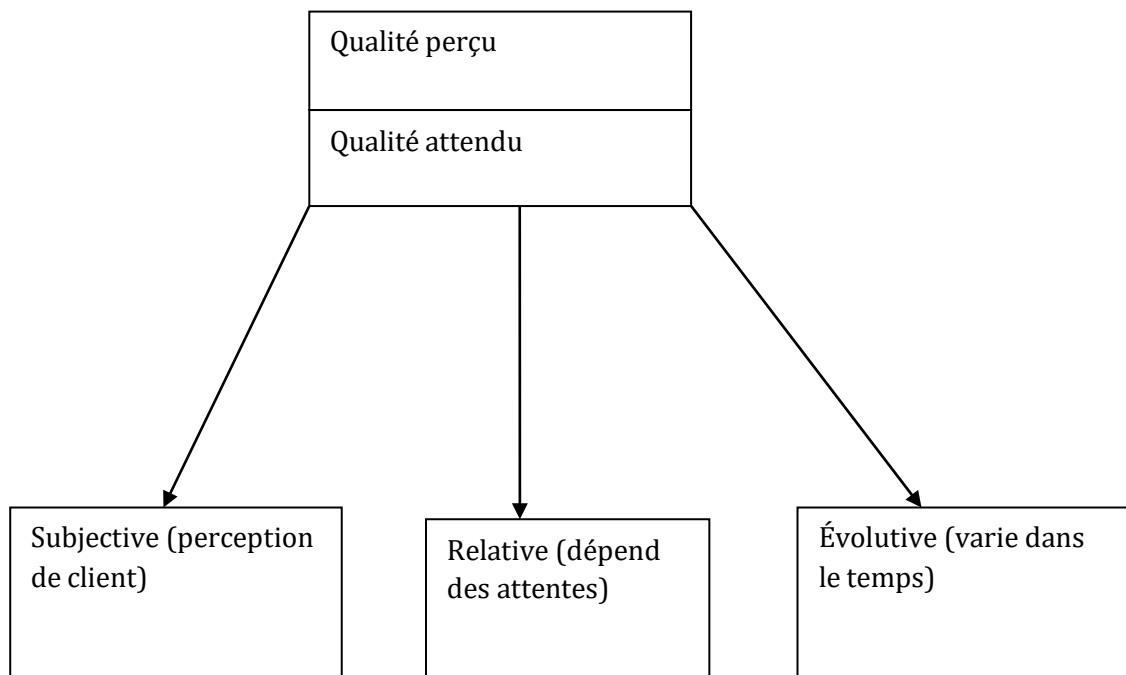 Qualité perçu
Qualité attendu
Subjective (perception
de client)
Relative (dépend
des attentes)
Évolutive (varie dans
le temps)